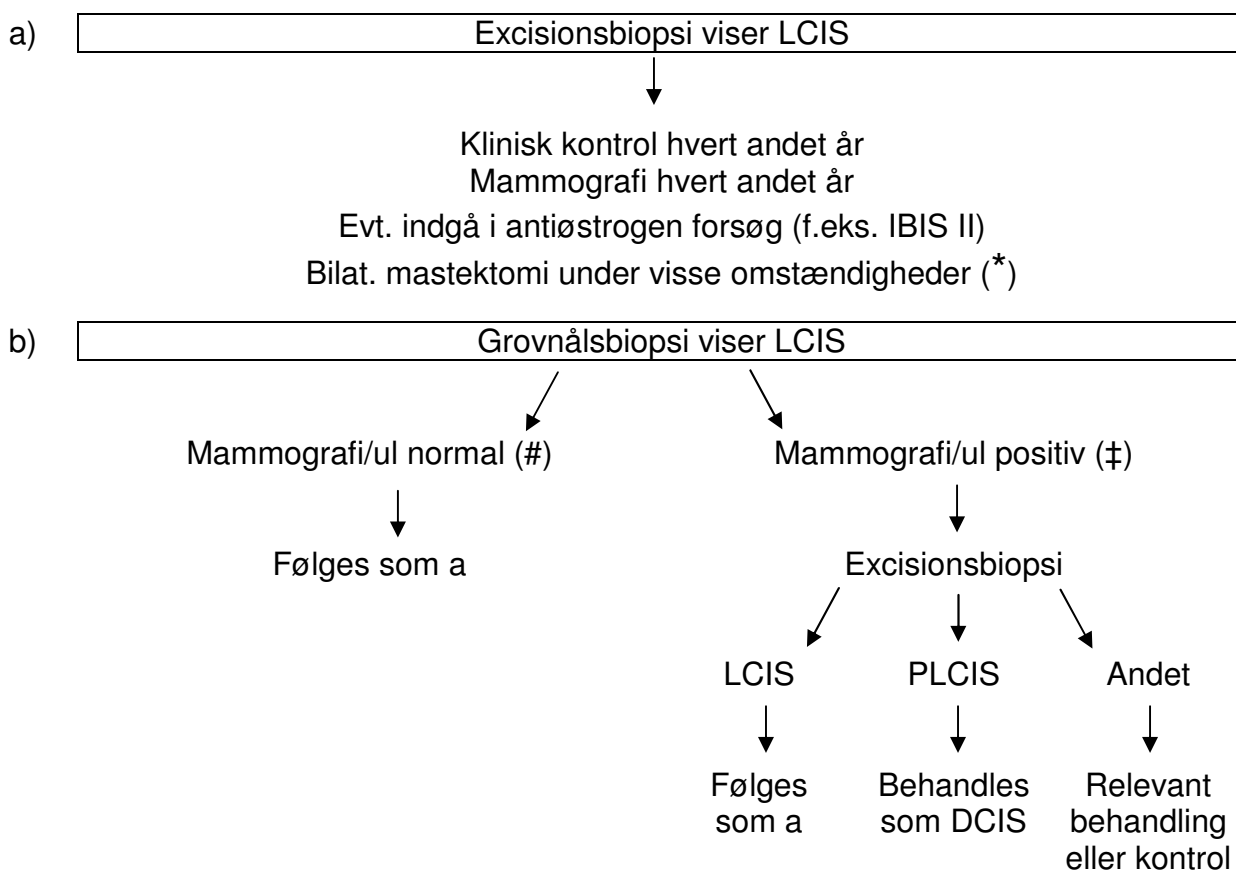 a) Excisionsbiopsi viser LCIS
Klinisk kontrol hvert andet år
Mammografi hvert andet år
Evt. indgå i antiøstrogen forsøg (f.eks. IBIS II)
Bilat. mastektomi under visse omstændigheder (*)
b) Grovnålsbiopsi viser LCIS
Mammografi/ul normal (#) Mammografi/ul positiv (‡)
Følges som a Excisionsbiopsi
LCIS PLCIS Andet
Følges Behandles Relevant
som a som DCIS behandling
eller kontrol